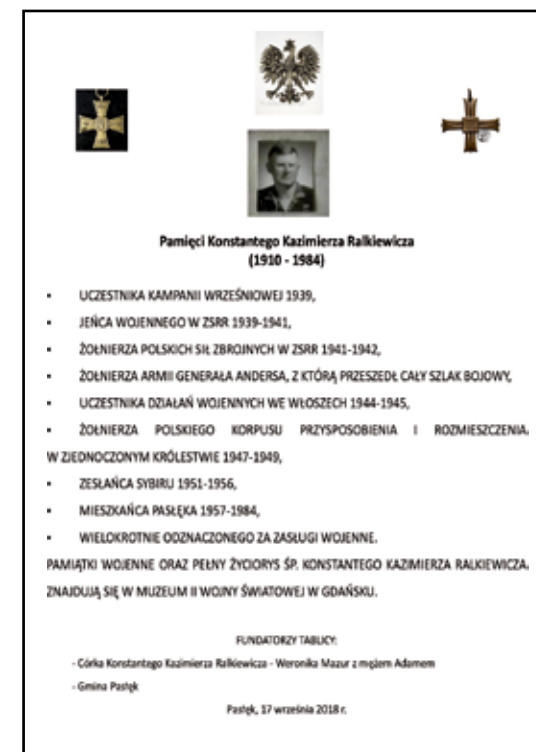 Pamięci Konstantego Kazimierza Ralkiewicza
(1910 - 1984)
▪ UCZESTNIKA KAMPANII WRZEŚNIOWEJ 1939,
▪ JEŃCA WOJENNEGO W ZSRR 1939-1941,
▪ ŻOŁNIERZA POLSKICH SIŁ ZBROJNYCH W ZSRR 1941-1942,
▪ ŻOŁNIERZA ARMII GENERAŁA ANDERSA, Z KTÓRĄ PRZESZEDŁ CAŁY SZLAK BOJOWY,
▪ UCZESTNIKA DZIAŁAŃ WOJENNYCH WE WŁOSZECH 1944-1945,
▪ ŻOŁNIERZA POLSKIEGO KORPUSU PRZYSPOSOBIENIA I ROZMIESZCZENIA
W ZJEDNOCZONYM KRÓLESTWIE 1947-1949,
▪ ZESŁAŃCA SYBIRU 1951-1956,
▪ MIESZKAŃCA PASŁĘKA 1957-1984,
▪ WIELOKROTNIE ODZNACZONEGO ZA ZASŁUGI WOJENNE.
PAMIĄTKI WOJENNE ORAZ PEŁNY ŻYCIORYS ŚP. KONSTANTEGO KAZIMIERZA RALKIEWICZA
ZNAJDUJĄ SIĘ W MUZEUM II WOJNY ŚWIATOWEJ W GDAŃSKU.
FUNDATORZY TABLICY:
- Córka Konstantego Kazimierza Ralkiewicza - Weronika Mazur z mężem Adamem
- Gmina Pasłęk
Pasłęk, 17 września 2018 r.